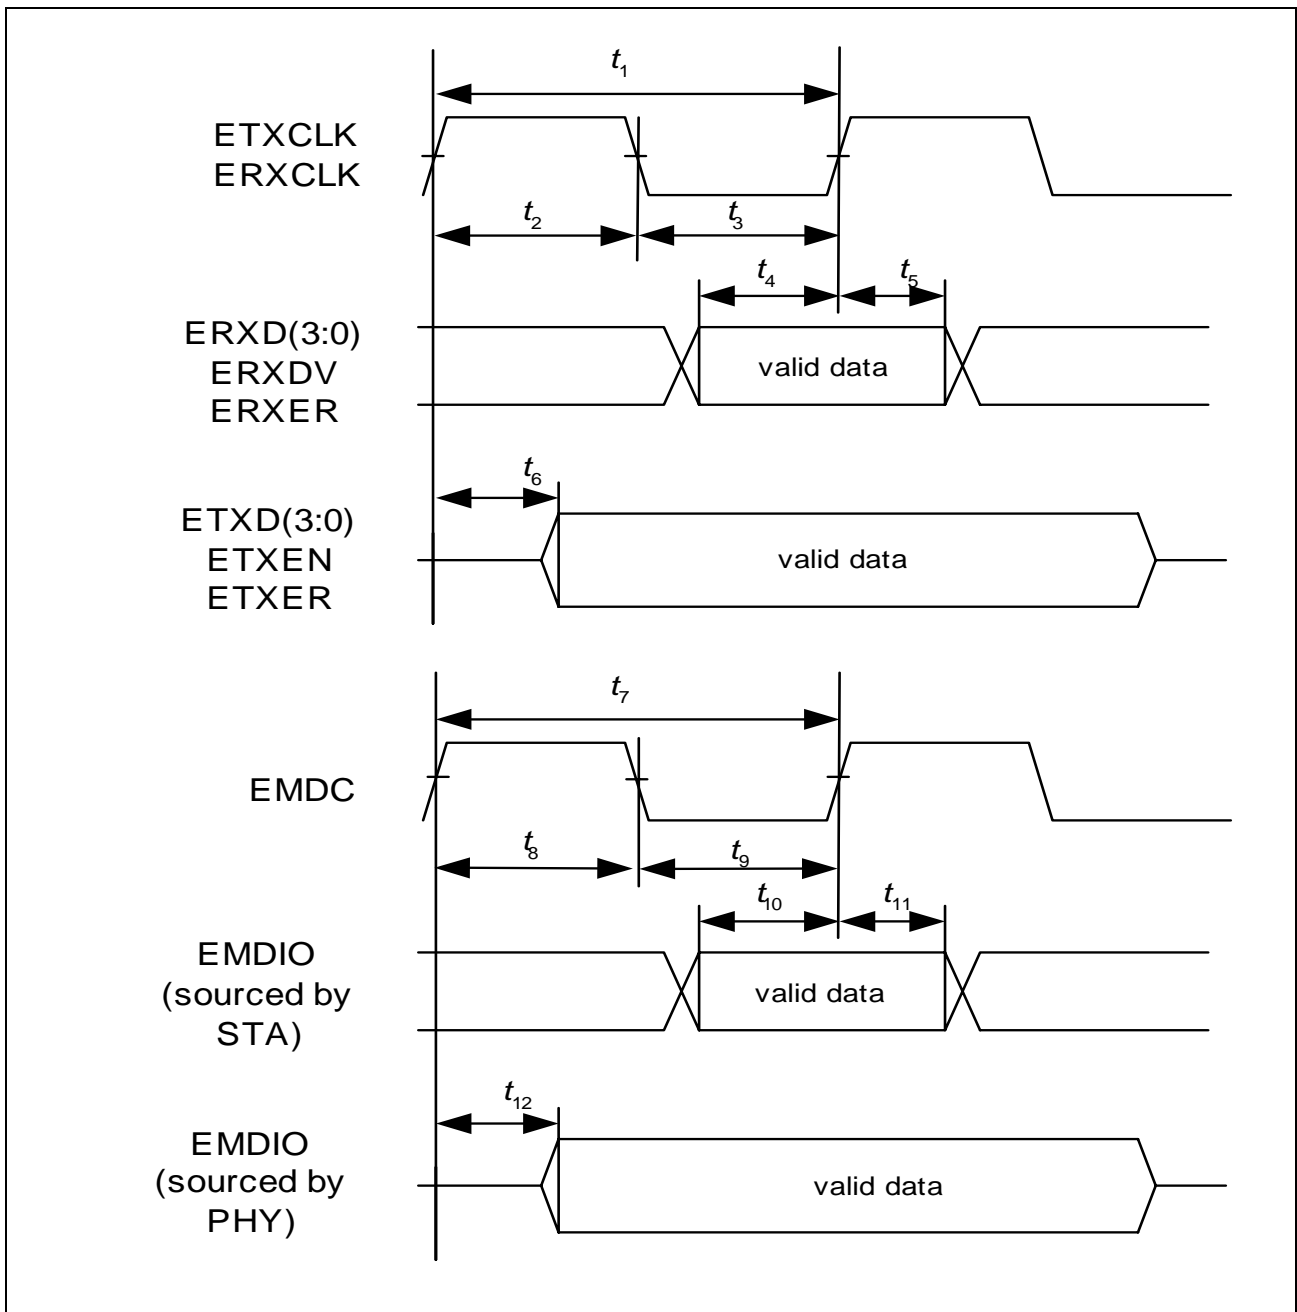 t1
ETXCLK
ERXCLK
t2
t3
t4
t5
ERXD(3:0)
ERXDV
ERXER
valid data
t6
ETXD(3:0)
ETXEN
ETXER
valid data
t7
EMDC
t8
t9
t10
t11
EMDIO
(sourced by
STA)
valid data
t12
EMDIO
(sourced by
PHY)
valid data